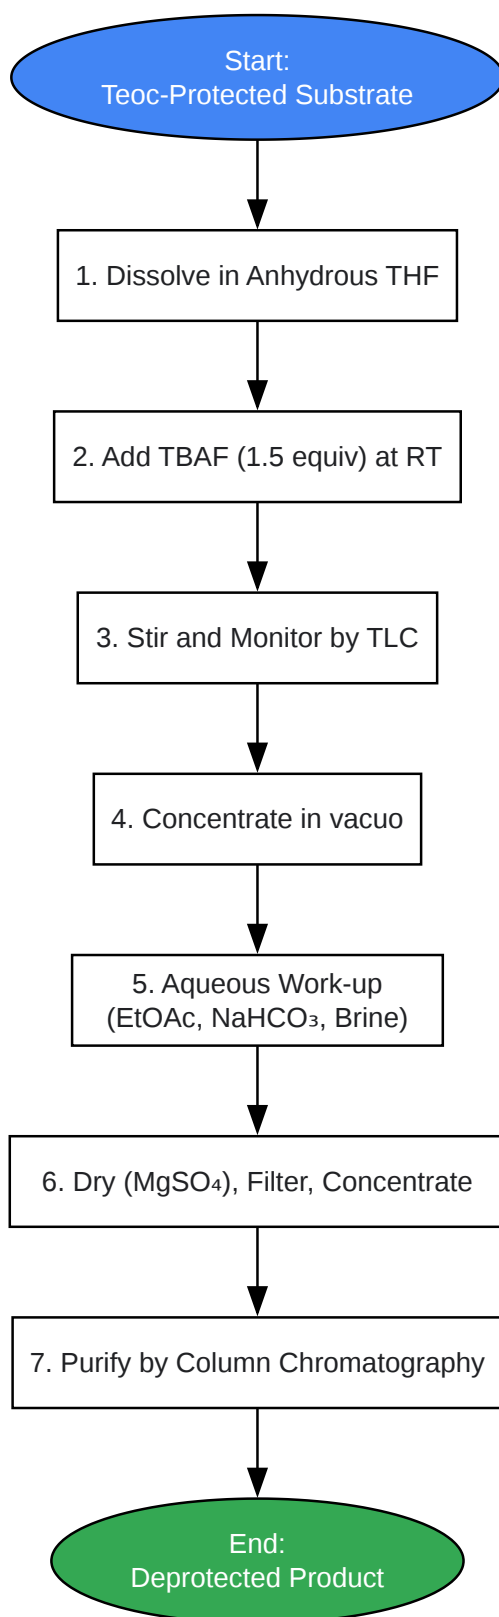 Start:
Teoc-Protected Substrate
1. Dissolve in Anhydrous THF
2. Add TBAF (1.5 equiv) at RT
3. Stir and Monitor by TLC
4. Concentrate in vacuo
5. Aqueous Work-up
(EtOAc, NaHCO₃, Brine)
6. Dry (MgSO₄), Filter, Concentrate
7. Purify by Column Chromatography
End:
Deprotected Product